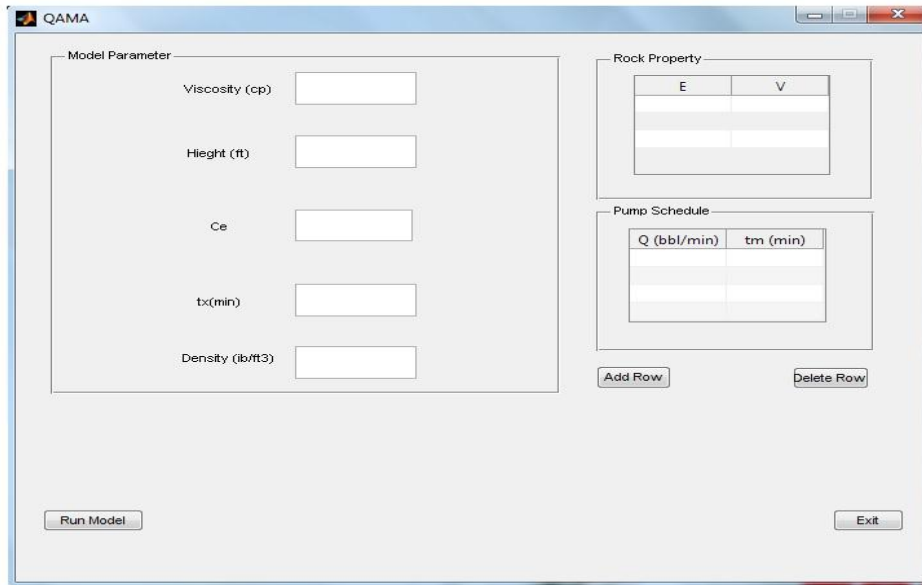 QAMA
Model Parameter
Viscosity (cp)
Hieght (ft)
Ce
tx(min)
Density (ib/ft3)
Rock Property
E V
Pump Schedule
Q (bbl/min) tm (min)
Add Row Delete Row
Run Model Exit